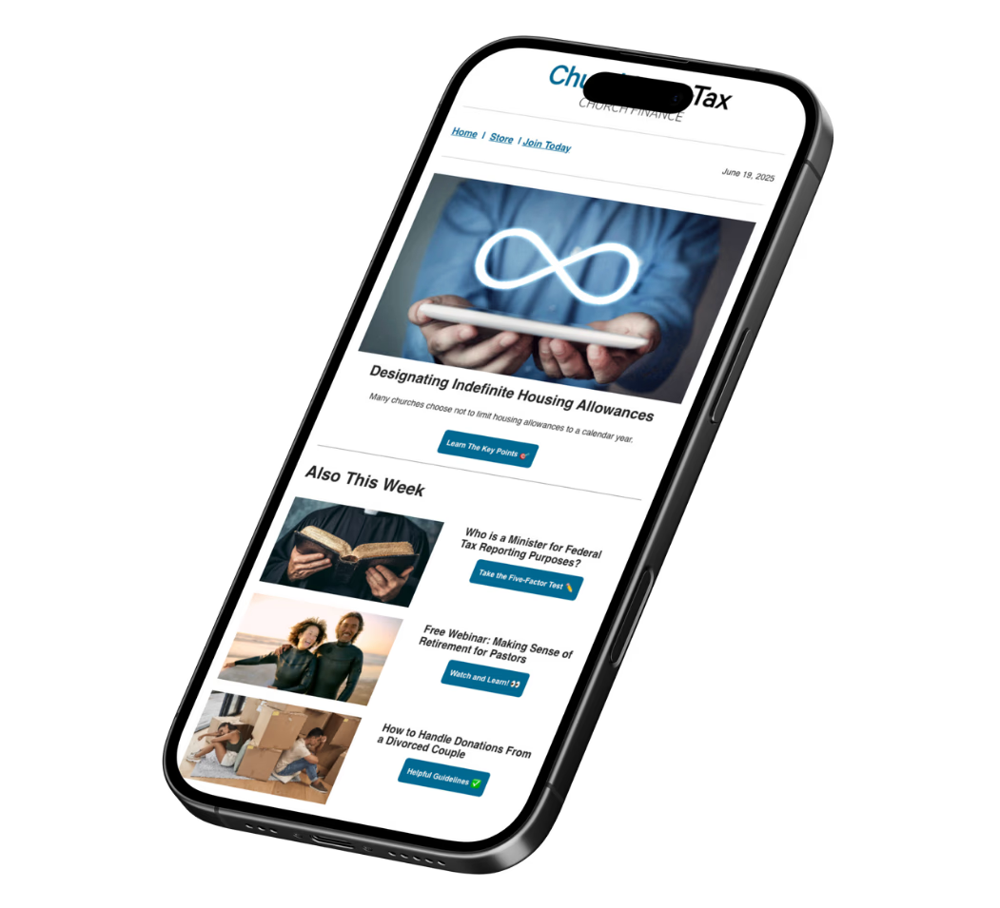 Tax
CHURCH FINANCE
Home | Store | Join Today
June 19, 2025
Designating Indefinite Housing Allowances
Many churches choose not to limit housing allowances to a calendar year.
Learn The Key Points 🎯
Also This Week
Who is a Minister for Federal
Tax Reporting Purposes?
Take the Five-Factor Test ✏️
Free Webinar: Making Sense of
Retirement for Pastors
Watch and Learn! 👀
How to Handle Donations From
a Divorced Couple
Helpful Guidelines ✅